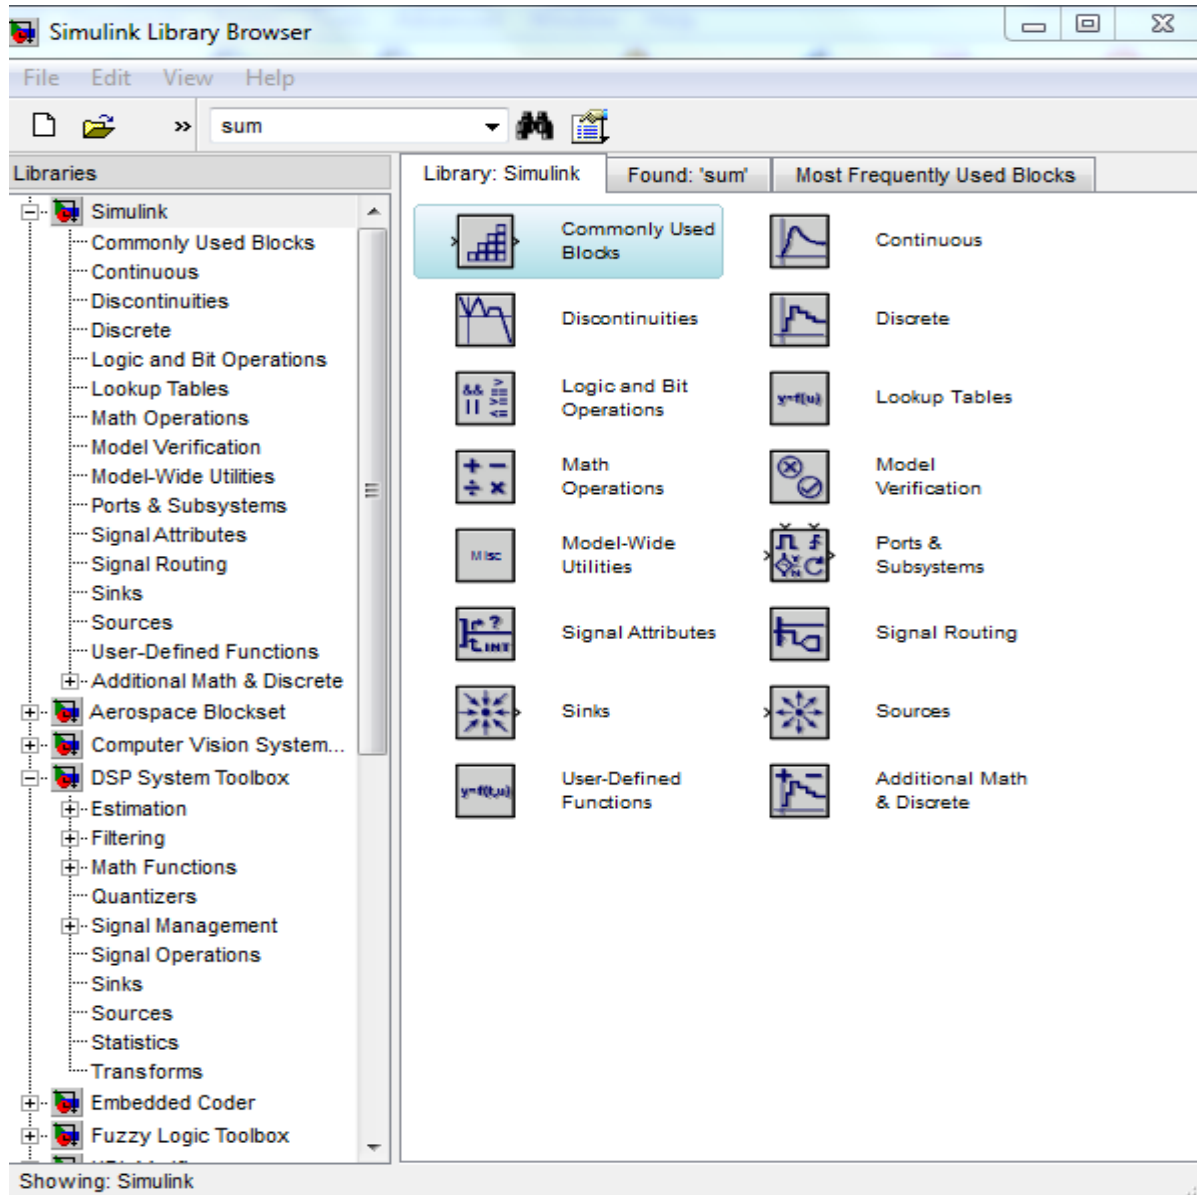 Simulink Library Browser
File Edit View Help
» sum
Libraries
Library: Simulink Found: 'sum' Most Frequently Used Blocks
Simulink
Commonly Used Blocks
Continuous
Discontinuities
Discrete
Logic and Bit Operations
Lookup Tables
Math Operations
Model Verification
Model-Wide Utilities
Ports & Subsystems
Signal Attributes
Signal Routing
Sinks
Sources
User-Defined Functions
Additional Math & Discrete
Aerospace Blockset
Computer Vision System...
DSP System Toolbox
Estimation
Filtering
Math Functions
Quantizers
Signal Management
Signal Operations
Sinks
Sources
Statistics
Transforms
Embedded Coder
Fuzzy Logic Toolbox
Commonly Used
Blocks
Continuous
Discontinuities
Discrete
&& > >= 
|| <=
Logic and Bit
Operations
y=f(u)
Lookup Tables
+ −
÷ ×
Math
Operations
Model
Verification
Misc
Model-Wide
Utilities
Ports &
Subsystems
?
INT
Signal Attributes
Signal Routing
Sinks
Sources
y=f(t,u)
User-Defined
Functions
Additional Math
& Discrete
Showing: Simulink